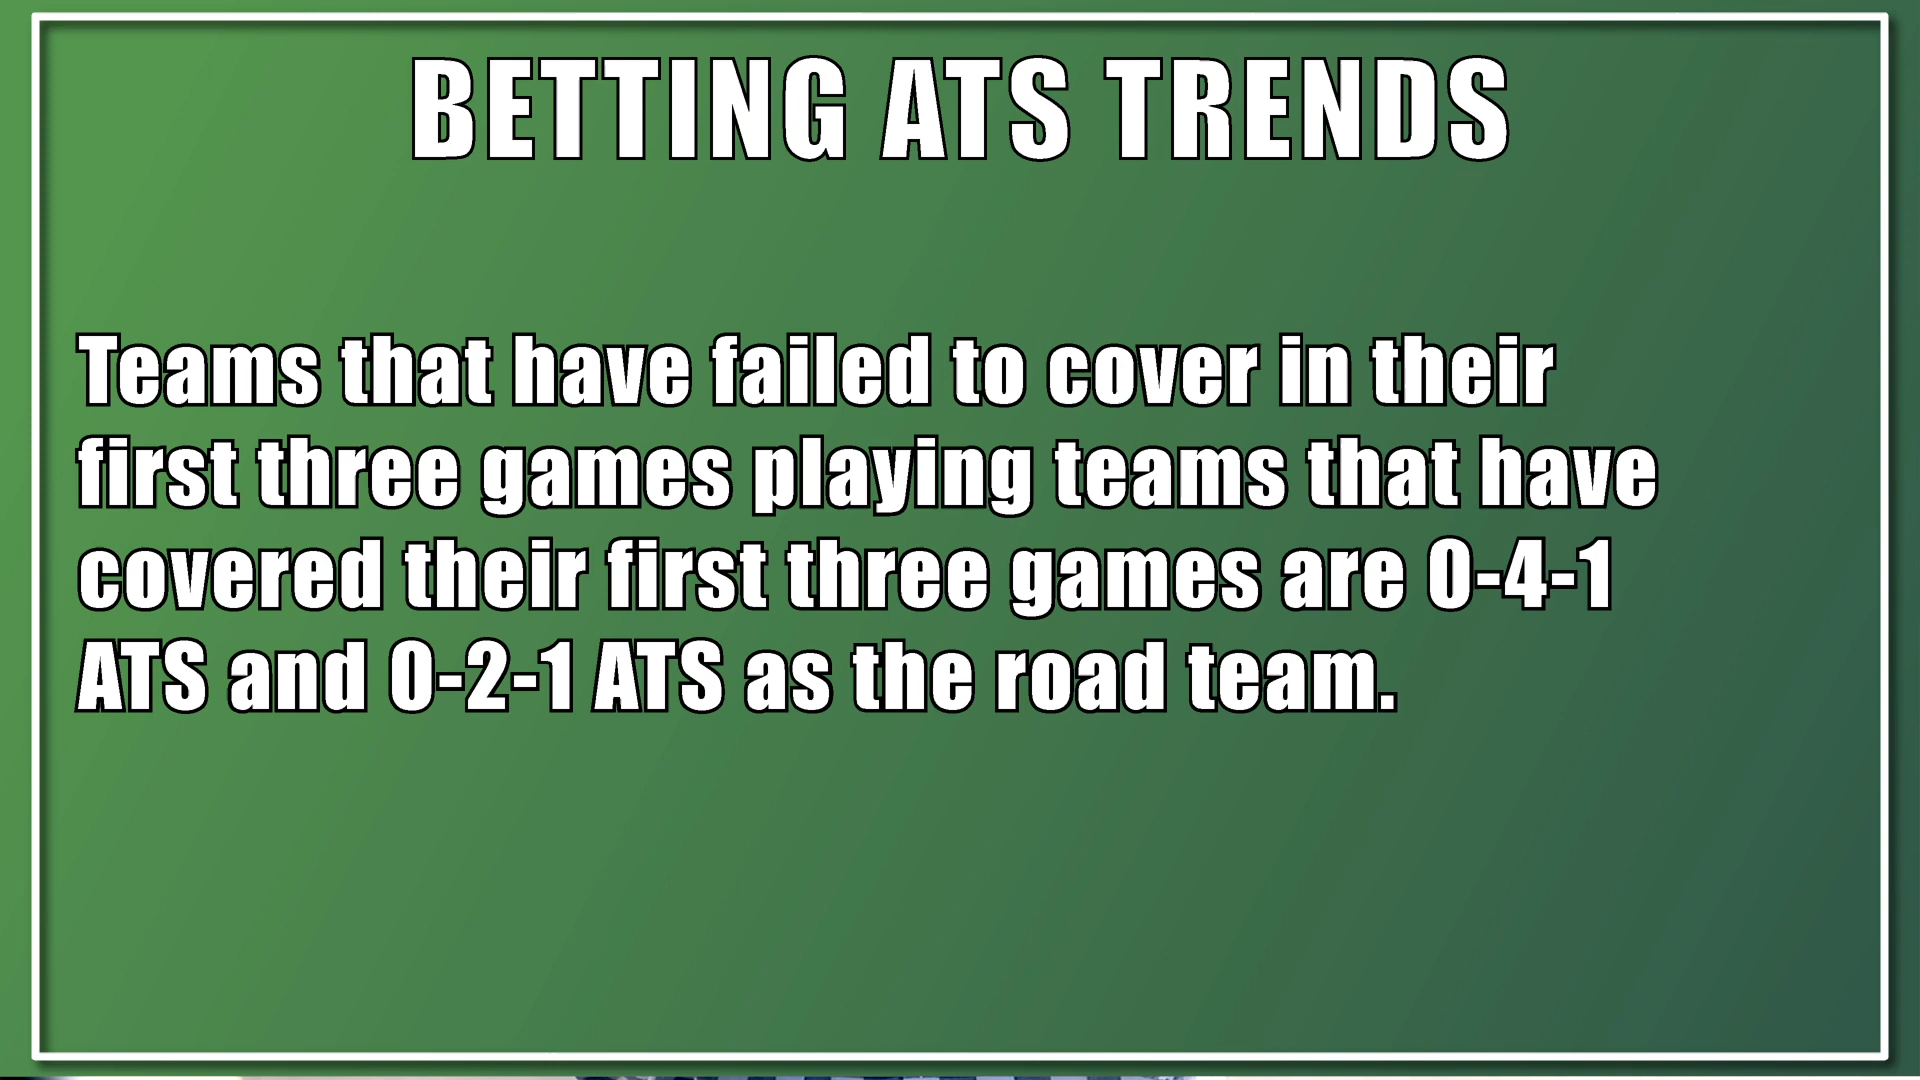 BETTING ATS TRENDS
Teams that have failed to cover in their
first three games playing teams that have
covered their first three games are 0-4-1
ATS and 0-2-1 ATS as the road team.